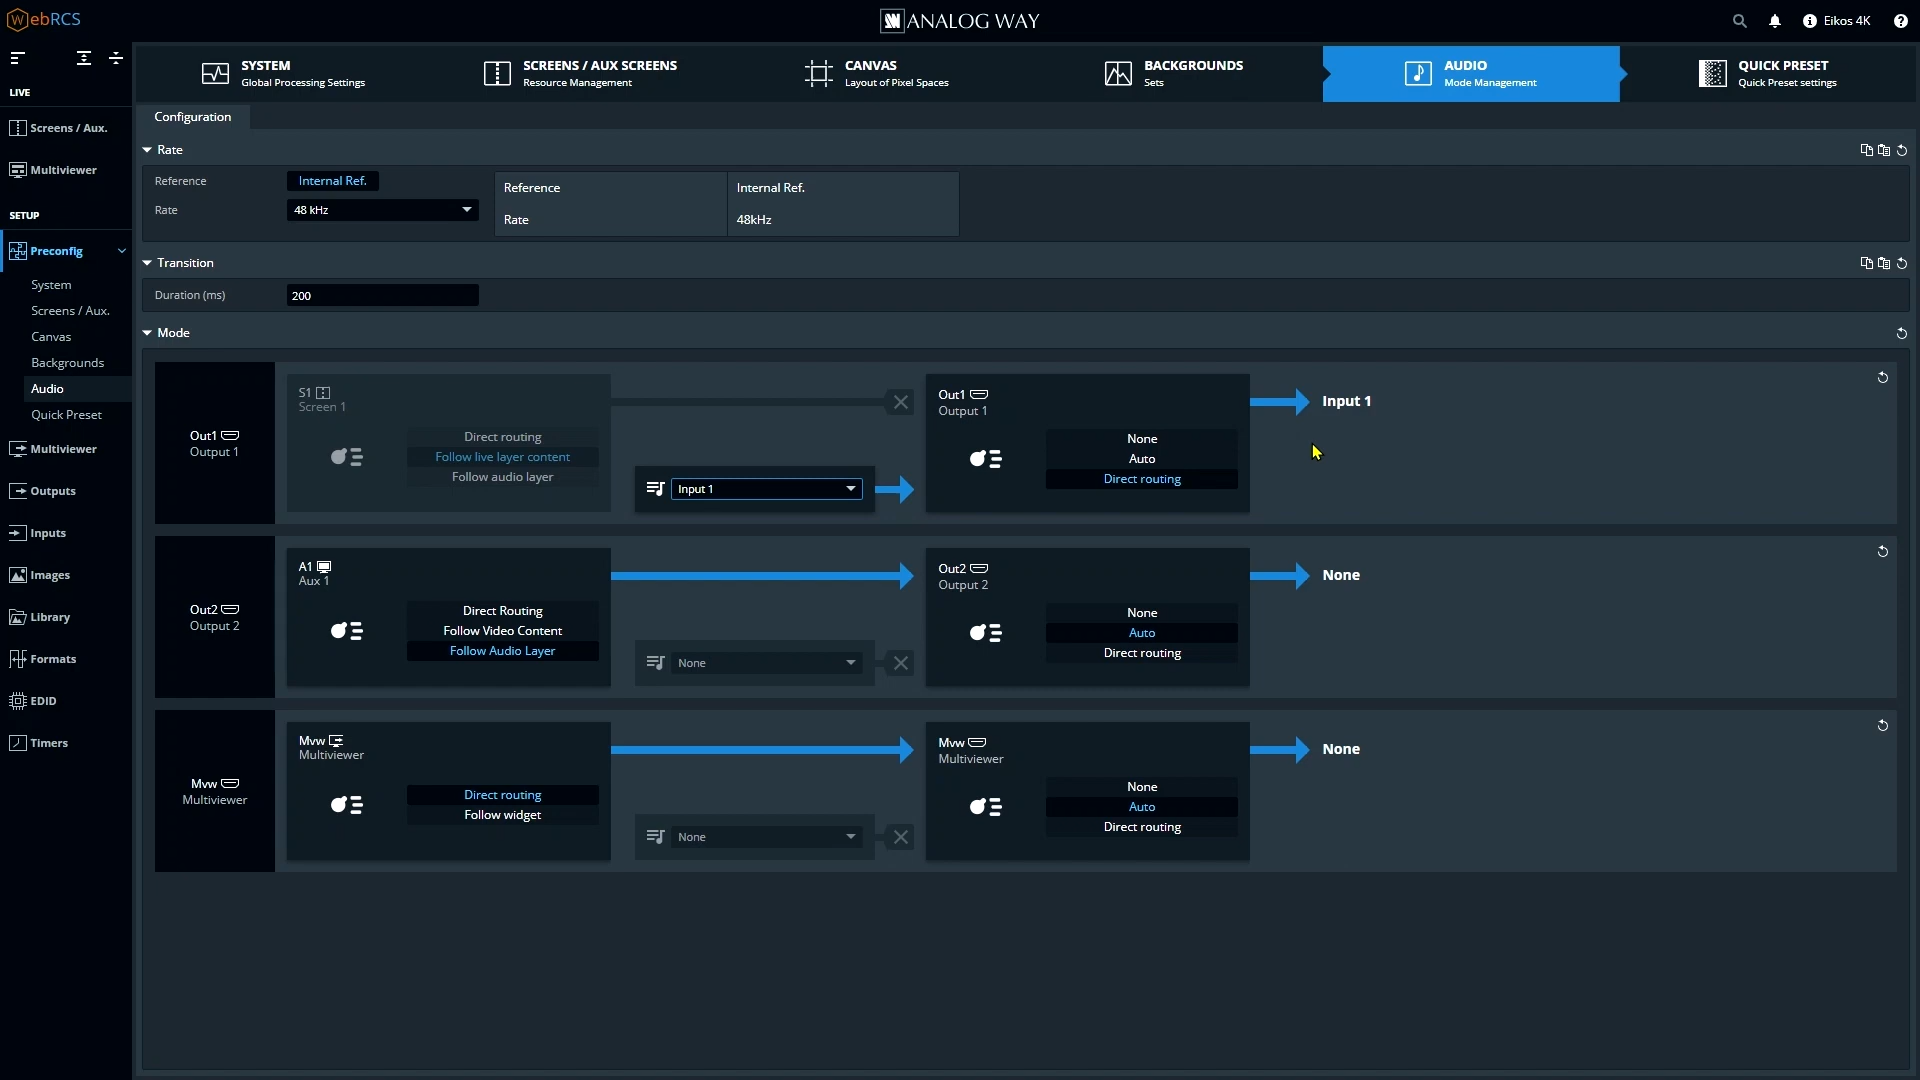 WebRCS
ANALOG WAY
Eikos 4K
SYSTEM
Global Processing Settings
SCREENS / AUX SCREENS
Resource Management
CANVAS
Layout of Pixel Spaces
BACKGROUNDS
Sets
AUDIO
Mode Management
QUICK PRESET
Quick Preset settings
LIVE
Screens / Aux.
Multiviewer
SETUP
Preconfig
System
Screens / Aux.
Canvas
Backgrounds
Audio
Quick Preset
Multiviewer
Outputs
Inputs
Images
Library
Formats
EDID
Timers
Configuration
Rate
Reference
Internal Ref.
Rate
48 kHz
Reference
Internal Ref.
Rate
48kHz
Transition
Duration (ms)
200
Mode
Out1
Output 1
S1
Screen 1
Direct routing
Follow live layer content
Follow audio layer
Input 1
Out1
Output 1
None
Auto
Direct routing
Input 1
Out2
Output 2
A1
Aux 1
Direct Routing
Follow Video Content
Follow Audio Layer
None
Out2
Output 2
None
Auto
Direct routing
None
Mvw
Multiviewer
Mvw
Multiviewer
Direct routing
Follow widget
None
Mvw
Multiviewer
None
Auto
Direct routing
None